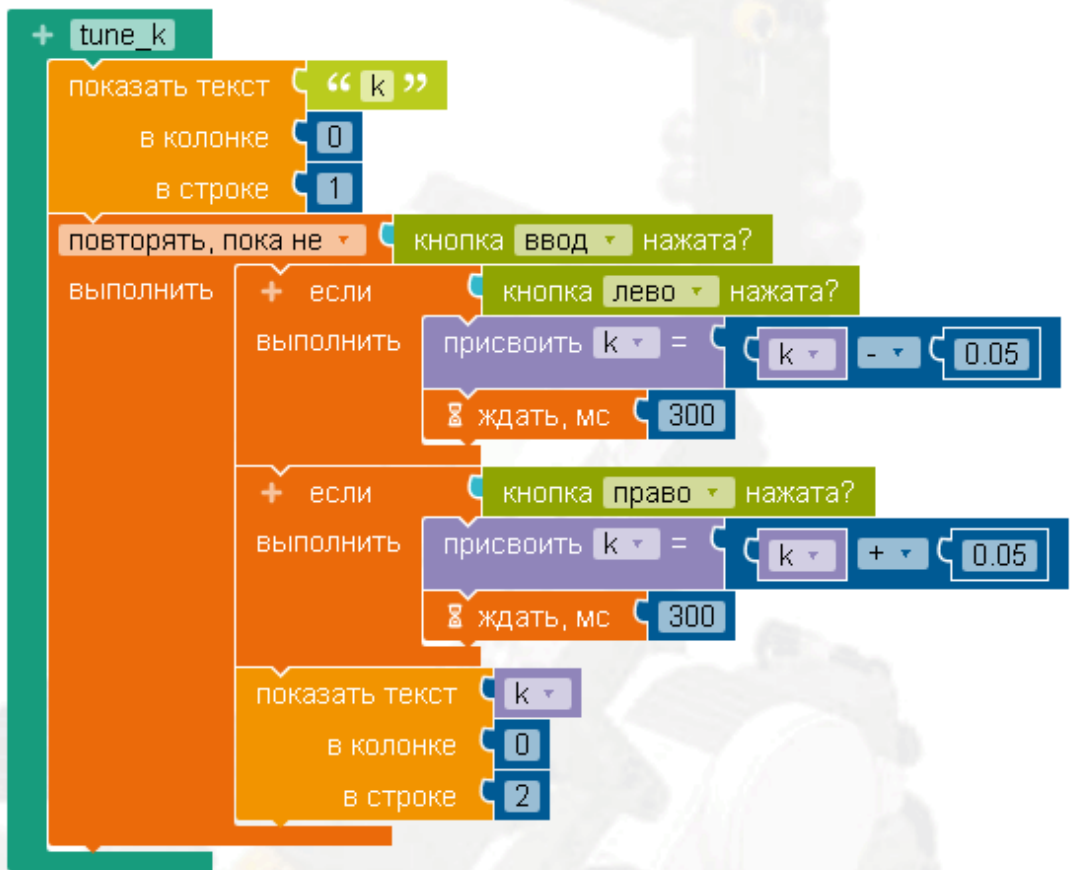 + tune_k
показать текст “ k ”
в колонке 0
в строке 1
повторять, пока не кнопка ввод нажата?
выполнить + если кнопка лево нажата?
выполнить присвоить k = k - 0.05
ждать, мс 300
+ если кнопка право нажата?
выполнить присвоить k = k + 0.05
ждать, мс 300
показать текст k
в колонке 0
в строке 2